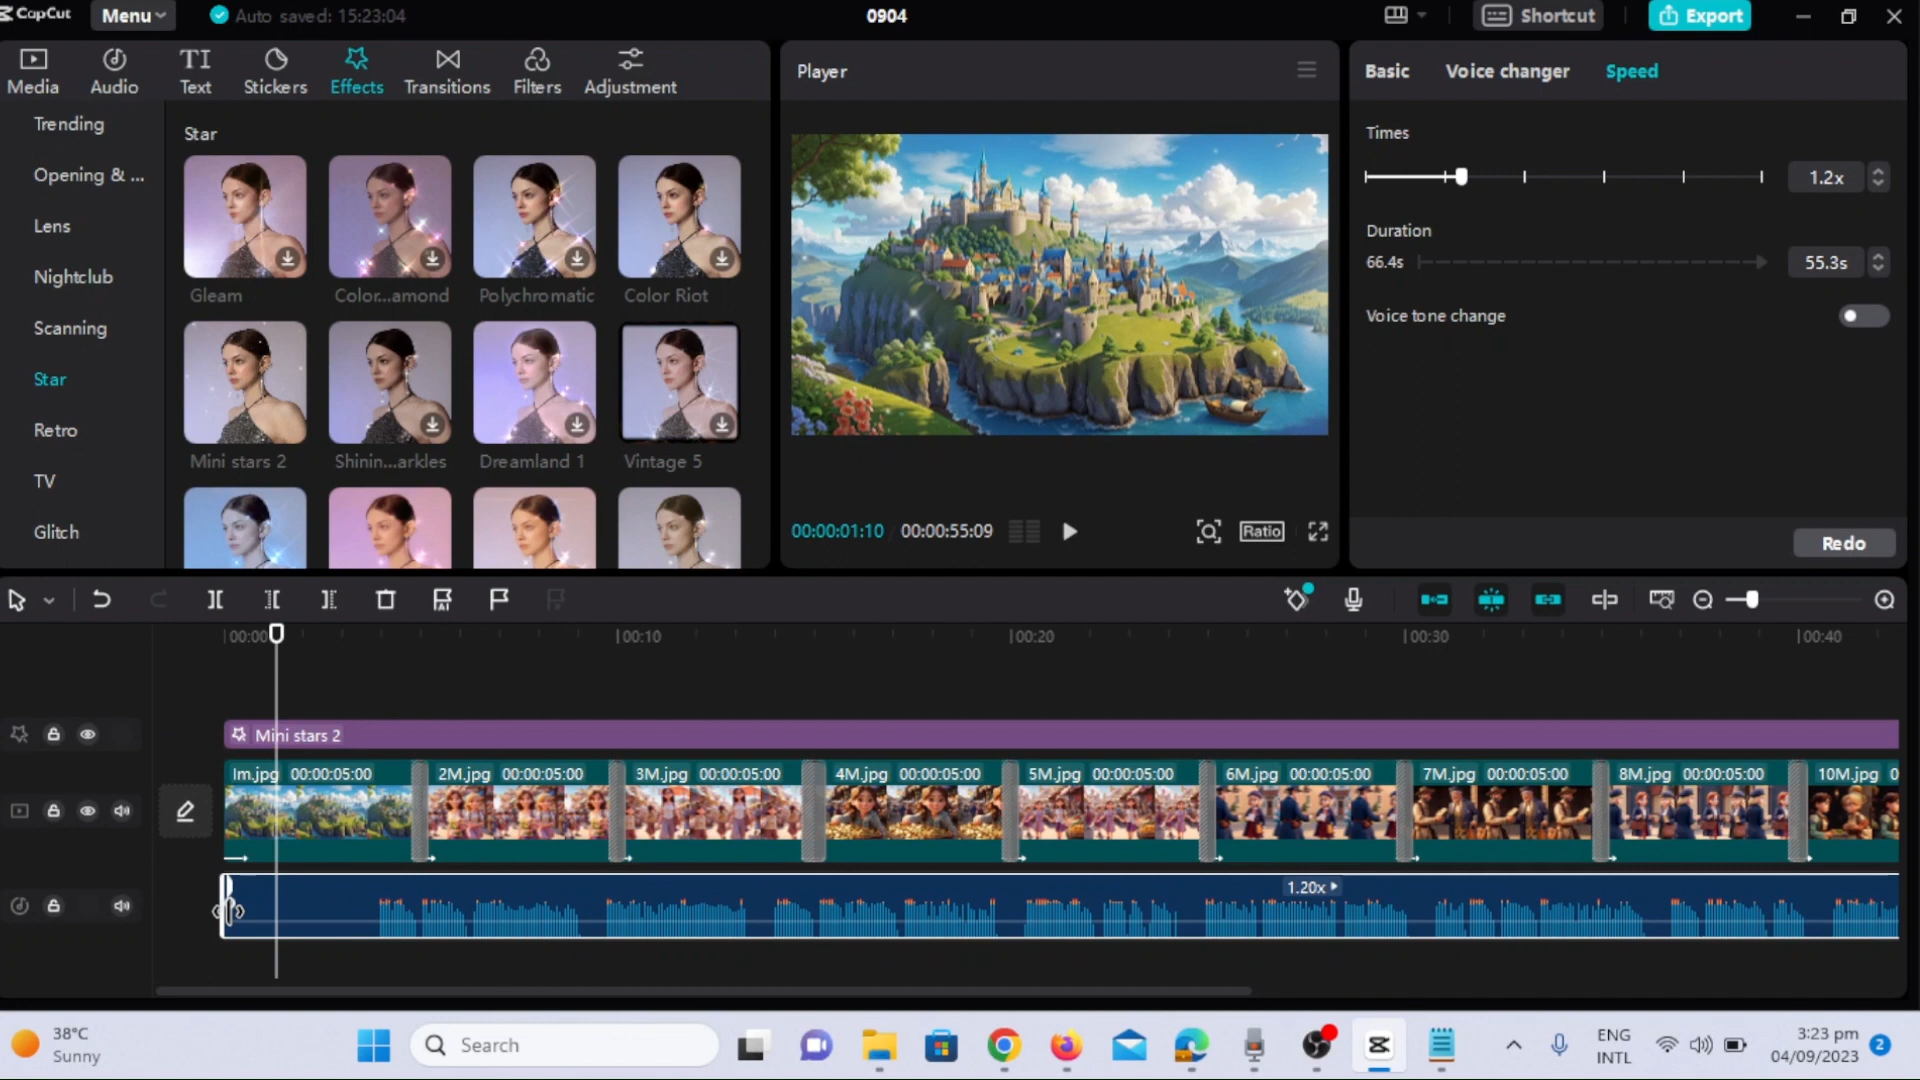 CapCut Menu Auto saved: 15:23:04 0904 Shortcut Export
Media Audio Text Stickers Effects Transitions Filters Adjustment
Trending
Opening & ...
Lens
Nightclub
Scanning
Star
Retro
TV
Glitch
Star
Gleam Color...amond Polychromatic Color Riot
Mini stars 2 Shinin...arkles Dreamland 1 Vintage 5
Player
00:00:01:10 00:00:55:09 Ratio
Basic Voice changer Speed
Times
1.2x
Duration
66.4s 55.3s
Voice tone change
Redo
00:00 00:10 00:20 00:30 00:40
Mini stars 2
1m.jpg 00:00:05:00 2M.jpg 00:00:05:00 3M.jpg 00:00:05:00 4M.jpg 00:00:05:00 5M.jpg 00:00:05:00 6M.jpg 00:00:05:00 7M.jpg 00:00:05:00 8M.jpg 00:00:05:00 10M.jpg 0
1.20x
38°C
Sunny
Search
ENG
INTL
3:23 pm
04/09/2023
2